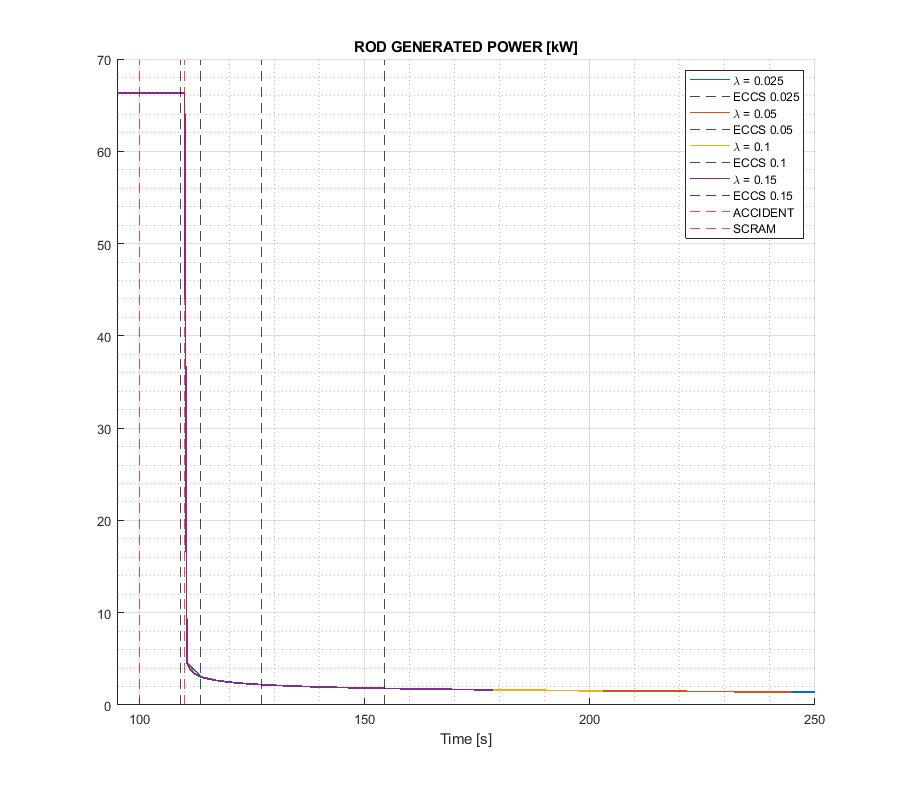 ROD GENERATED POWER [kW]
70
60
50
40
30
20
10
0
100
150
200
250
Time [s]
λ = 0.025
ECCS 0.025
λ = 0.05
ECCS 0.05
λ = 0.1
ECCS 0.1
λ = 0.15
ECCS 0.15
ACCIDENT
SCRAM